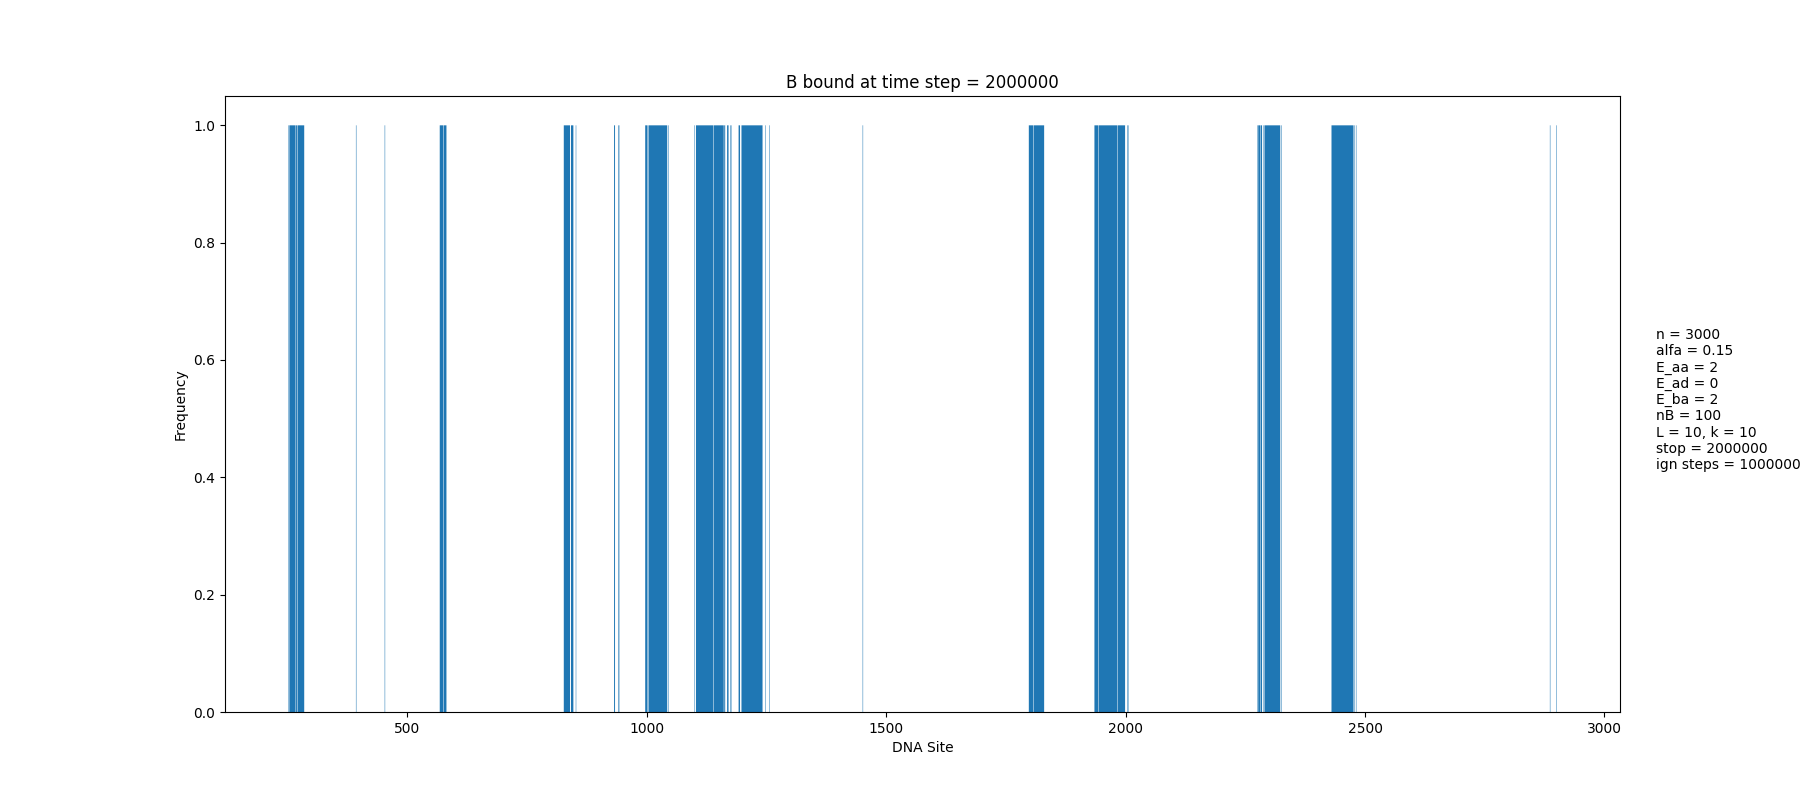 B bound at time step = 2000000
1.0
0.8
0.6
0.4
0.2
0.0
Frequency
500
1000
1500
2000
2500
3000
DNA Site
n = 3000
alfa = 0.15
E_aa = 2
E_ad = 0
E_ba = 2
nB = 100
L = 10, k = 10
stop = 2000000
ign steps = 1000000